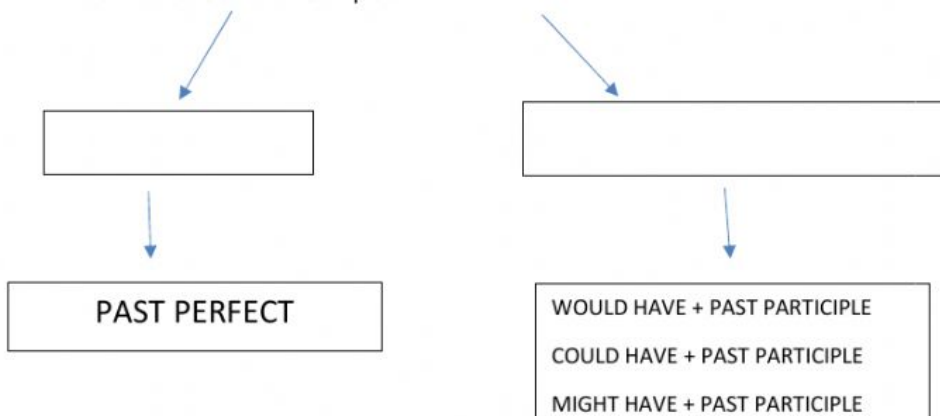 PAST PERFECT
WOULD HAVE + PAST PARTICIPLE
COULD HAVE + PAST PARTICIPLE
MIGHT HAVE + PAST PARTICIPLE